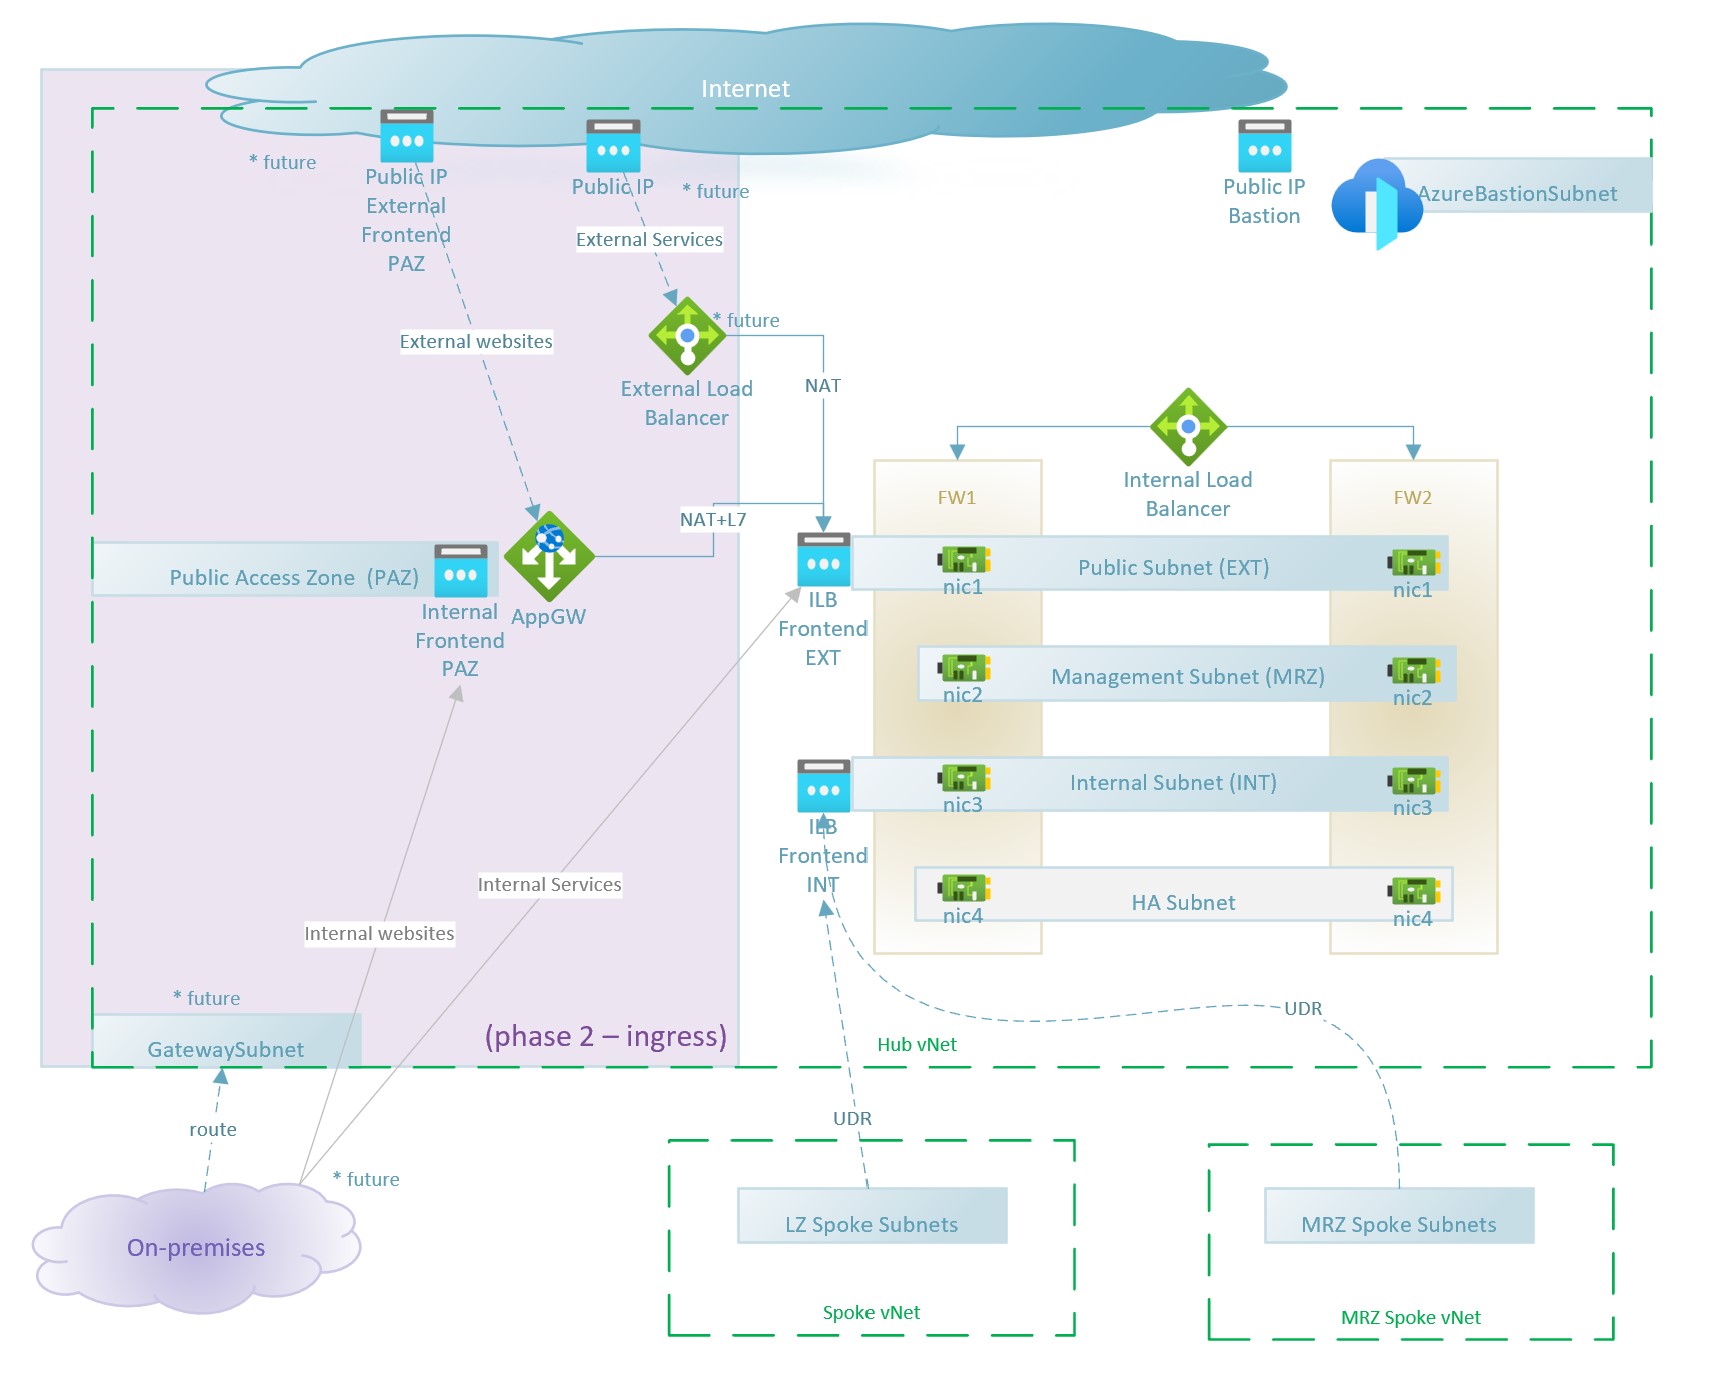 Internet
* future
Public IP
External
Frontend
PAZ
Public IP
* future
Public IP
Bastion
AzureBastionSubnet
External Services
External websites
* future
External Load
Balancer
NAT
Internal Load
Balancer
FW1
FW2
NAT+L7
Public Access Zone (PAZ)
Internal
Frontend
PAZ
AppGW
ILB
Frontend
EXT
nic1
Public Subnet (EXT)
nic1
nic2
Management Subnet (MRZ)
nic2
nic3
Internal Subnet (INT)
nic3
ILB
Frontend
INT
nic4
HA Subnet
nic4
Internal Services
Internal websites
* future
GatewaySubnet
(phase 2 – ingress)
Hub vNet
UDR
route
UDR
* future
On-premises
LZ Spoke Subnets
MRZ Spoke Subnets
Spoke vNet
MRZ Spoke vNet